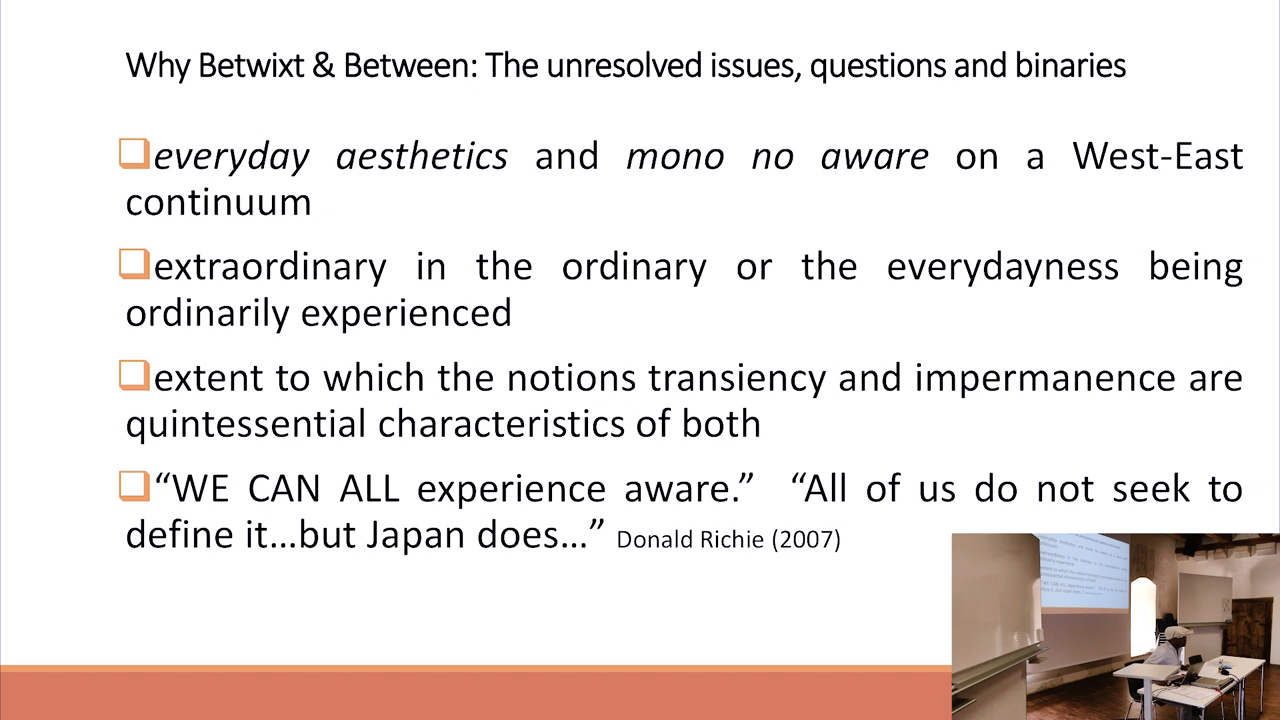 Why Betwixt & Between: The unresolved issues, questions and binaries
everyday aesthetics and mono no aware on a West-East
continuum
extraordinary in the ordinary or the everydayness being
ordinarily experienced
extent to which the notions transiency and impermanence are
quintessential characteristics of both
“WE CAN ALL experience aware.” “All of us do not seek to
define it…but Japan does…” Donald Richie (2007)